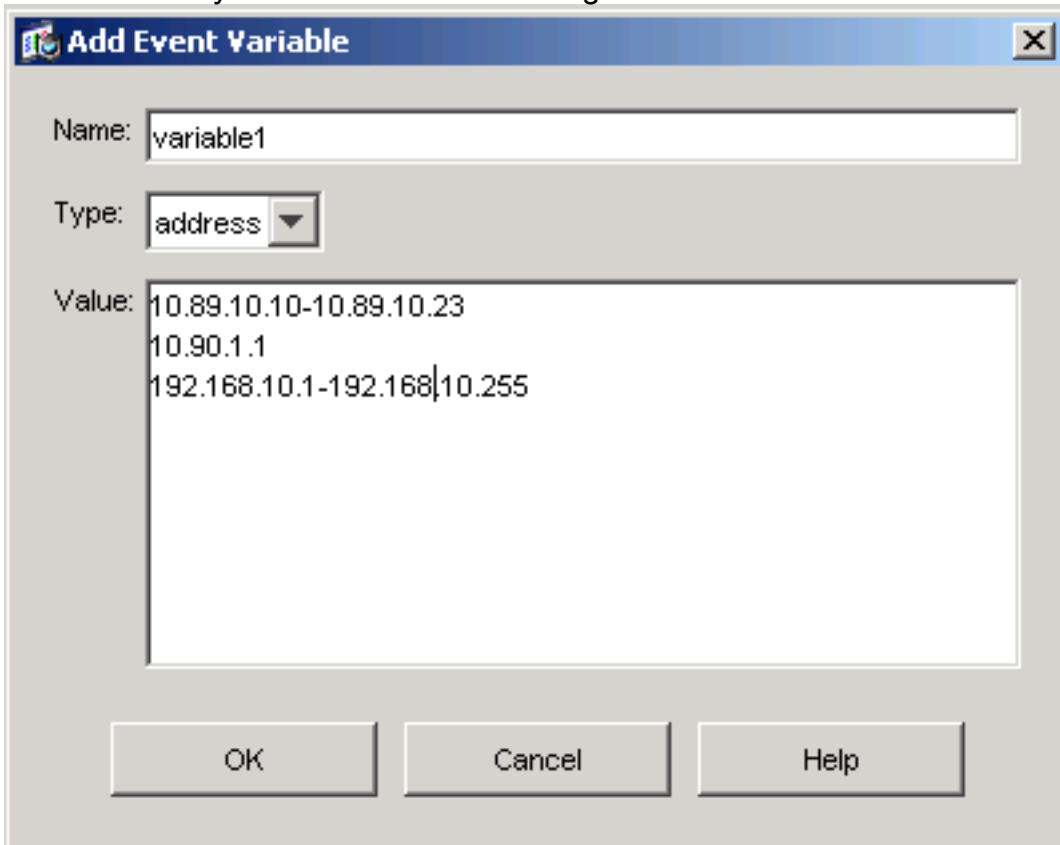 Add Event Variable
Name: variable1
Type: address
Value: 10.89.10.10-10.89.10.23
10.90.1.1
192.168.10.1-192.168.10.255
OK Cancel Help